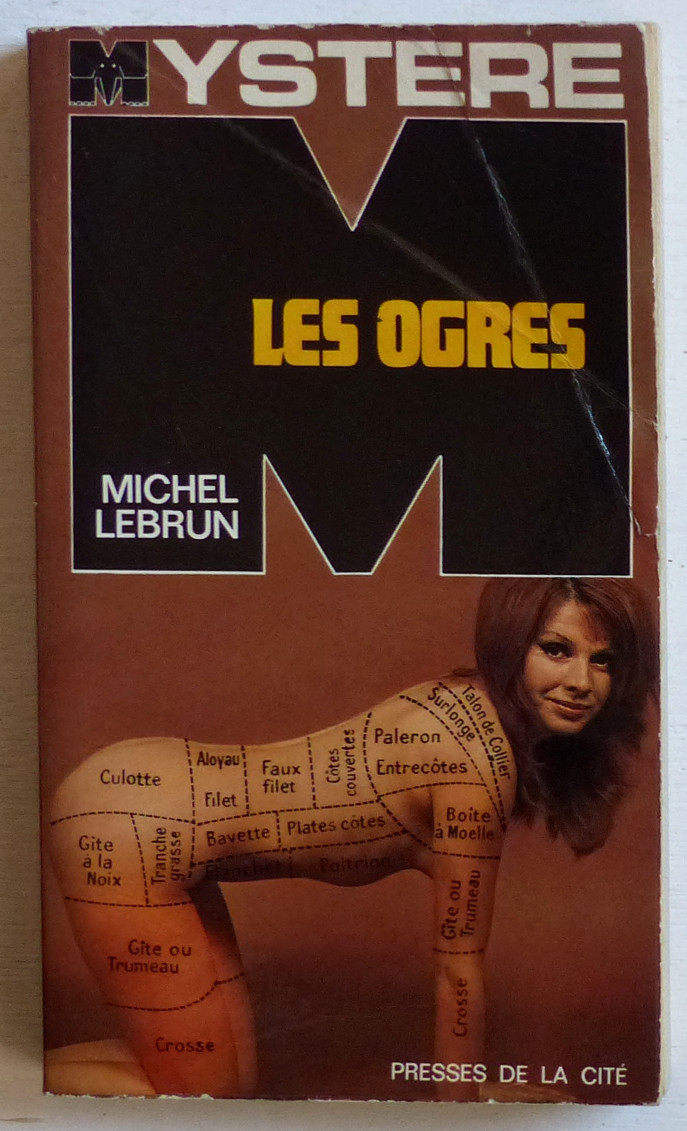 MYSTERE
LES OGRES
MICHEL
LEBRUN
Talon de Collier
Surlonge
Paleron
Entrecôtes
Côtes
couvertes
Faux
filet
Aloyau
Filet
Culotte
Boîte
à Moelle
Plates côtes
Bavette
Tranche
grasse
Gîte
à la
Noix
Flanchet
Poitrine
Gîte ou
Trumeau
Gîte ou
Trumeau
Crosse
Crosse
PRESSES DE LA CITÉ